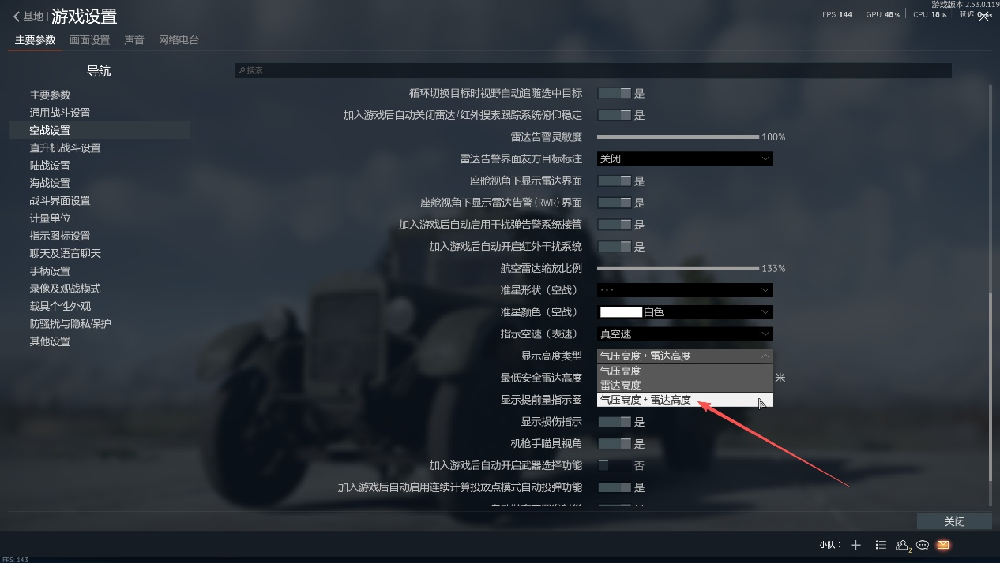 游戏版本 2.53.0.119
基地 游戏设置
FPS 144 GPU 48% CPU 18% 延迟
主要参数 画面设置 声音 网络电台
导航
搜索...
主要参数
通用战斗设置
空战设置
直升机战斗设置
陆战设置
海战设置
战斗界面设置
计量单位
指示图标设置
聊天及语音聊天
手柄设置
录像及观战模式
载具个性外观
防骚扰与隐私保护
其他设置
循环切换目标时视野自动追随选中目标 是
加入游戏后自动关闭雷达/红外搜索跟踪系统俯仰稳定 是
雷达告警灵敏度 100%
雷达告警界面友方目标标注 关闭
座舱视角下显示雷达界面 是
座舱视角下显示雷达告警(RWR)界面 是
加入游戏后自动启用干扰弹告警系统接管 是
加入游戏后自动开启红外干扰系统 是
航空雷达缩放比例 133%
准星形状（空战）
准星颜色（空战） 白色
指示空速（表速） 真空速
显示高度类型 气压高度 + 雷达高度
气压高度
最低安全雷达高度 米
雷达高度
显示提前量指示圈 气压高度 + 雷达高度
显示损伤指示 是
机枪手瞄具视角 是
加入游戏后自动开启武器选择功能 否
加入游戏后自动启用连续计算投放点模式自动投弹功能 是
关闭
小队：
2
FPS: 143